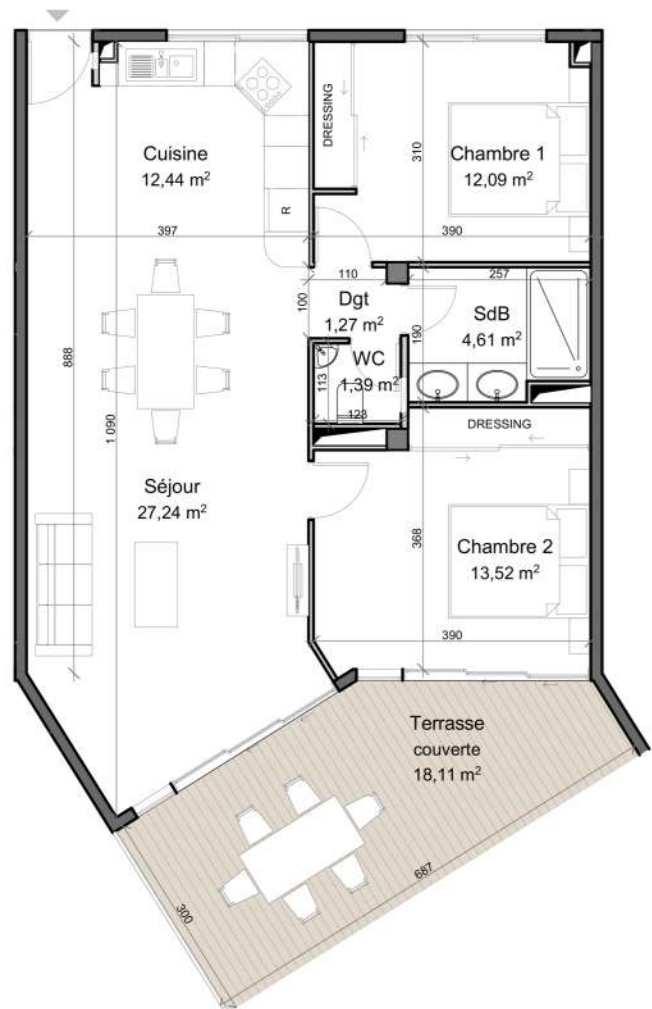 Cuisine
12,44 m²
DRESSING
310
Chambre 1
12,09 m²
R
397
390
110
257
100
Dgt
1,27 m²
190
SdB
4,61 m²
WC
1,39 m²
113
123
888
1 090
DRESSING
Séjour
27,24 m²
368
Chambre 2
13,52 m²
390
Terrasse
couverte
18,11 m²
687
300